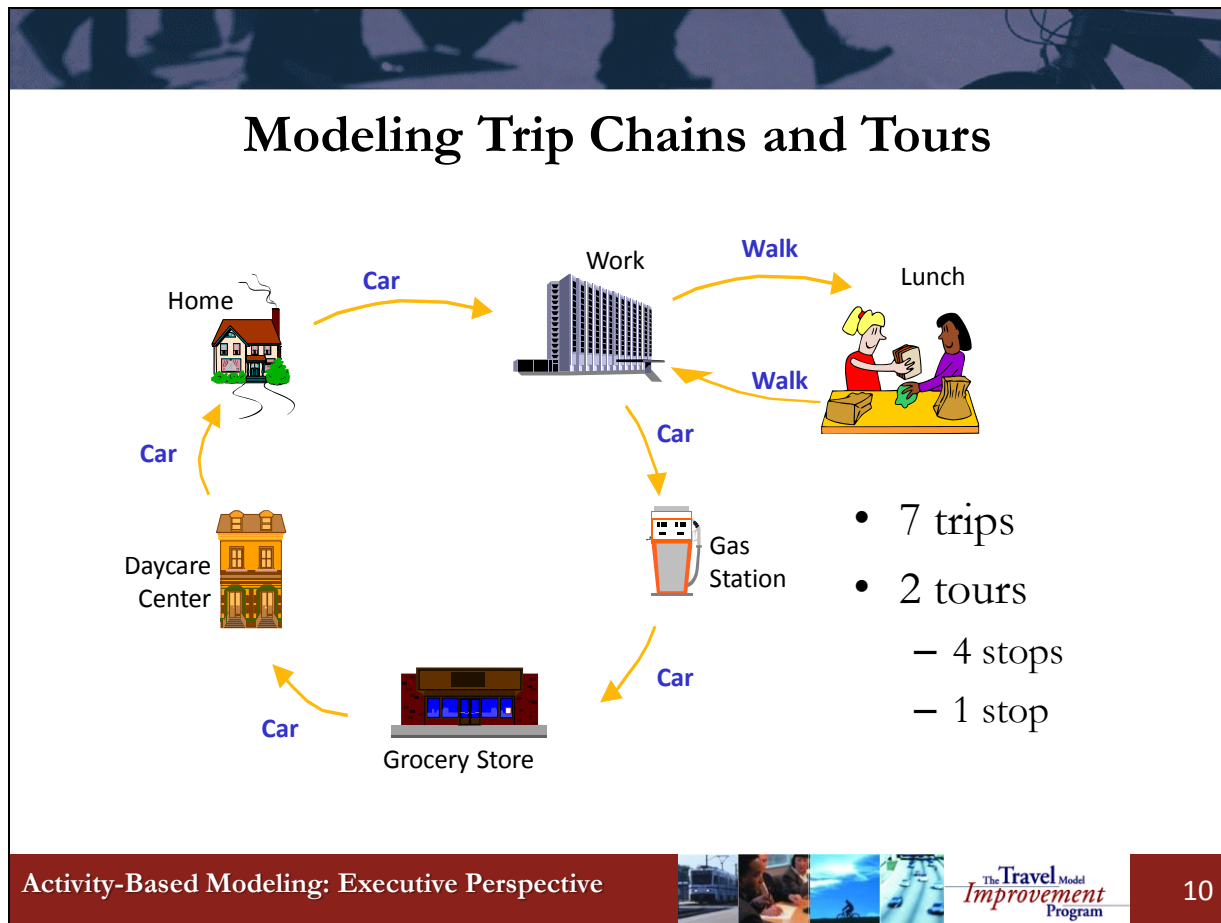 Modeling Trip Chains and Tours
Home
Car
Work
Walk
Lunch
Walk
Car
Car
Daycare
Center
Gas
Station
Car
Car
Grocery Store
• 7 trips
• 2 tours
– 4 stops
– 1 stop
Activity-Based Modeling: Executive Perspective
The Travel Model
Improvement
Program
10